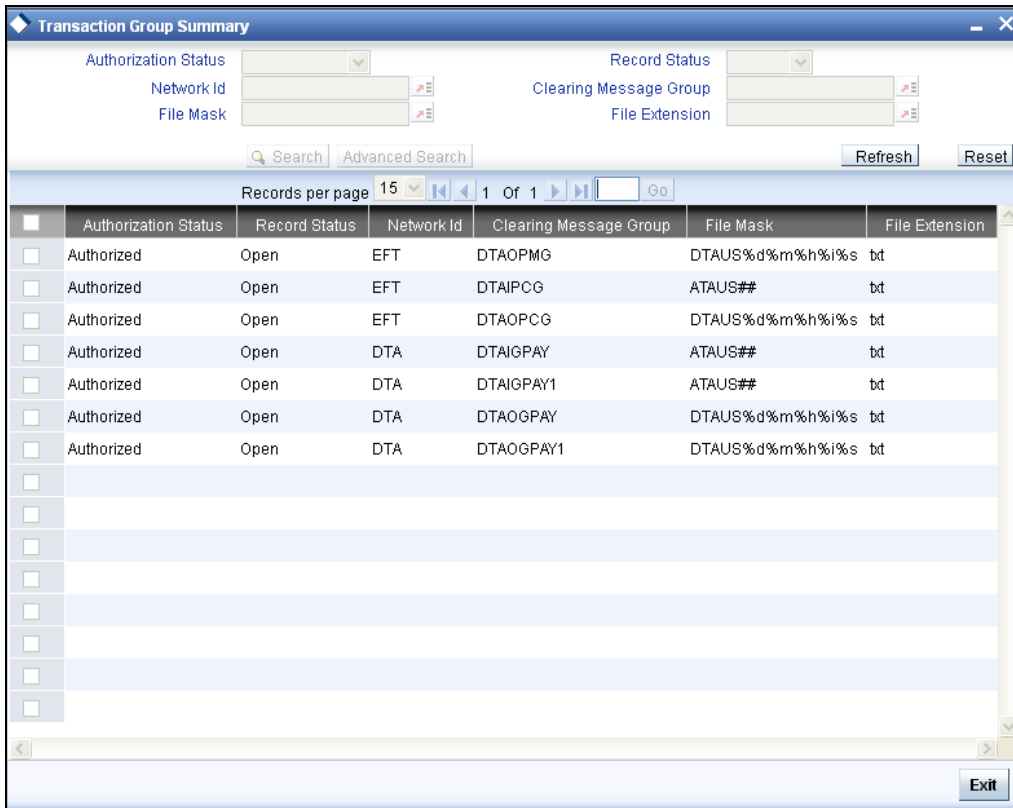 Transaction Group Summary
Authorization Status Record Status
Network Id Clearing Message Group
File Mask File Extension
Search Advanced Search Refresh Reset
Records per page 15 1 Of 1 Go
Authorization Status Record Status Network Id Clearing Message Group File Mask File Extension
Authorized Open EFT DTAOPMG DTAUS%d%m%h%i%s txt
Authorized Open EFT DTAIPCG ATAUS## txt
Authorized Open EFT DTAOPCG DTAUS%d%m%h%i%s txt
Authorized Open DTA DTAIGPAY ATAUS## txt
Authorized Open DTA DTAIGPAY1 ATAUS## txt
Authorized Open DTA DTAOGPAY DTAUS%d%m%h%i%s txt
Authorized Open DTA DTAOGPAY1 DTAUS%d%m%h%i%s txt
Exit